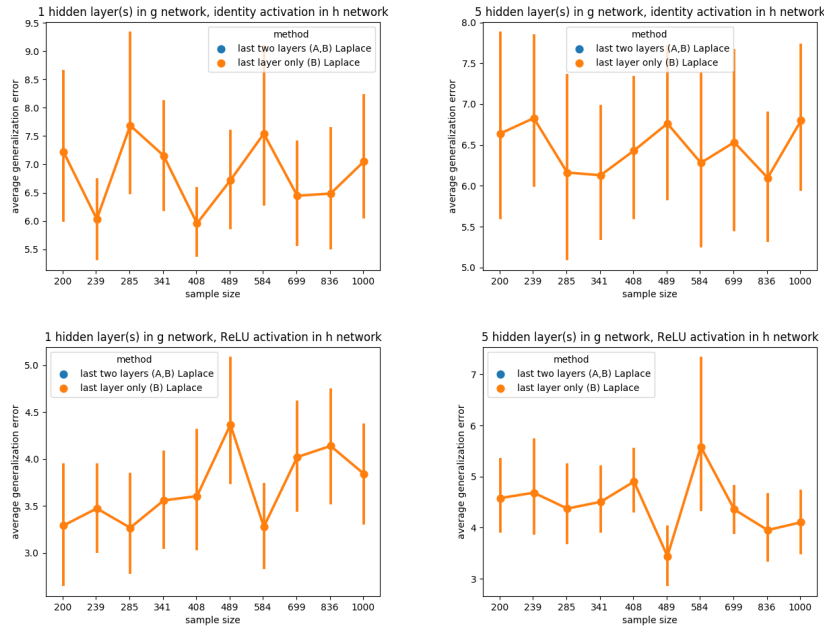 1 hidden layer(s) in g network, identity activation in h network
9.5
9.0
8.5
8.0
7.5
7.0
6.5
6.0
5.5
average generalization error
method
last two layers (A,B) Laplace
last layer only (B) Laplace
200 239 285 341 408 489 584 699 836 1000
sample size
5 hidden layer(s) in g network, identity activation in h network
8.0
7.5
7.0
6.5
6.0
5.5
5.0
average generalization error
method
last two layers (A,B) Laplace
last layer only (B) Laplace
200 239 285 341 408 489 584 699 836 1000
sample size
1 hidden layer(s) in g network, ReLU activation in h network
5.0
4.5
4.0
3.5
3.0
average generalization error
method
last two layers (A,B) Laplace
last layer only (B) Laplace
200 239 285 341 408 489 584 699 836 1000
sample size
5 hidden layer(s) in g network, ReLU activation in h network
7
6
5
4
3
average generalization error
method
last two layers (A,B) Laplace
last layer only (B) Laplace
200 239 285 341 408 489 584 699 836 1000
sample size